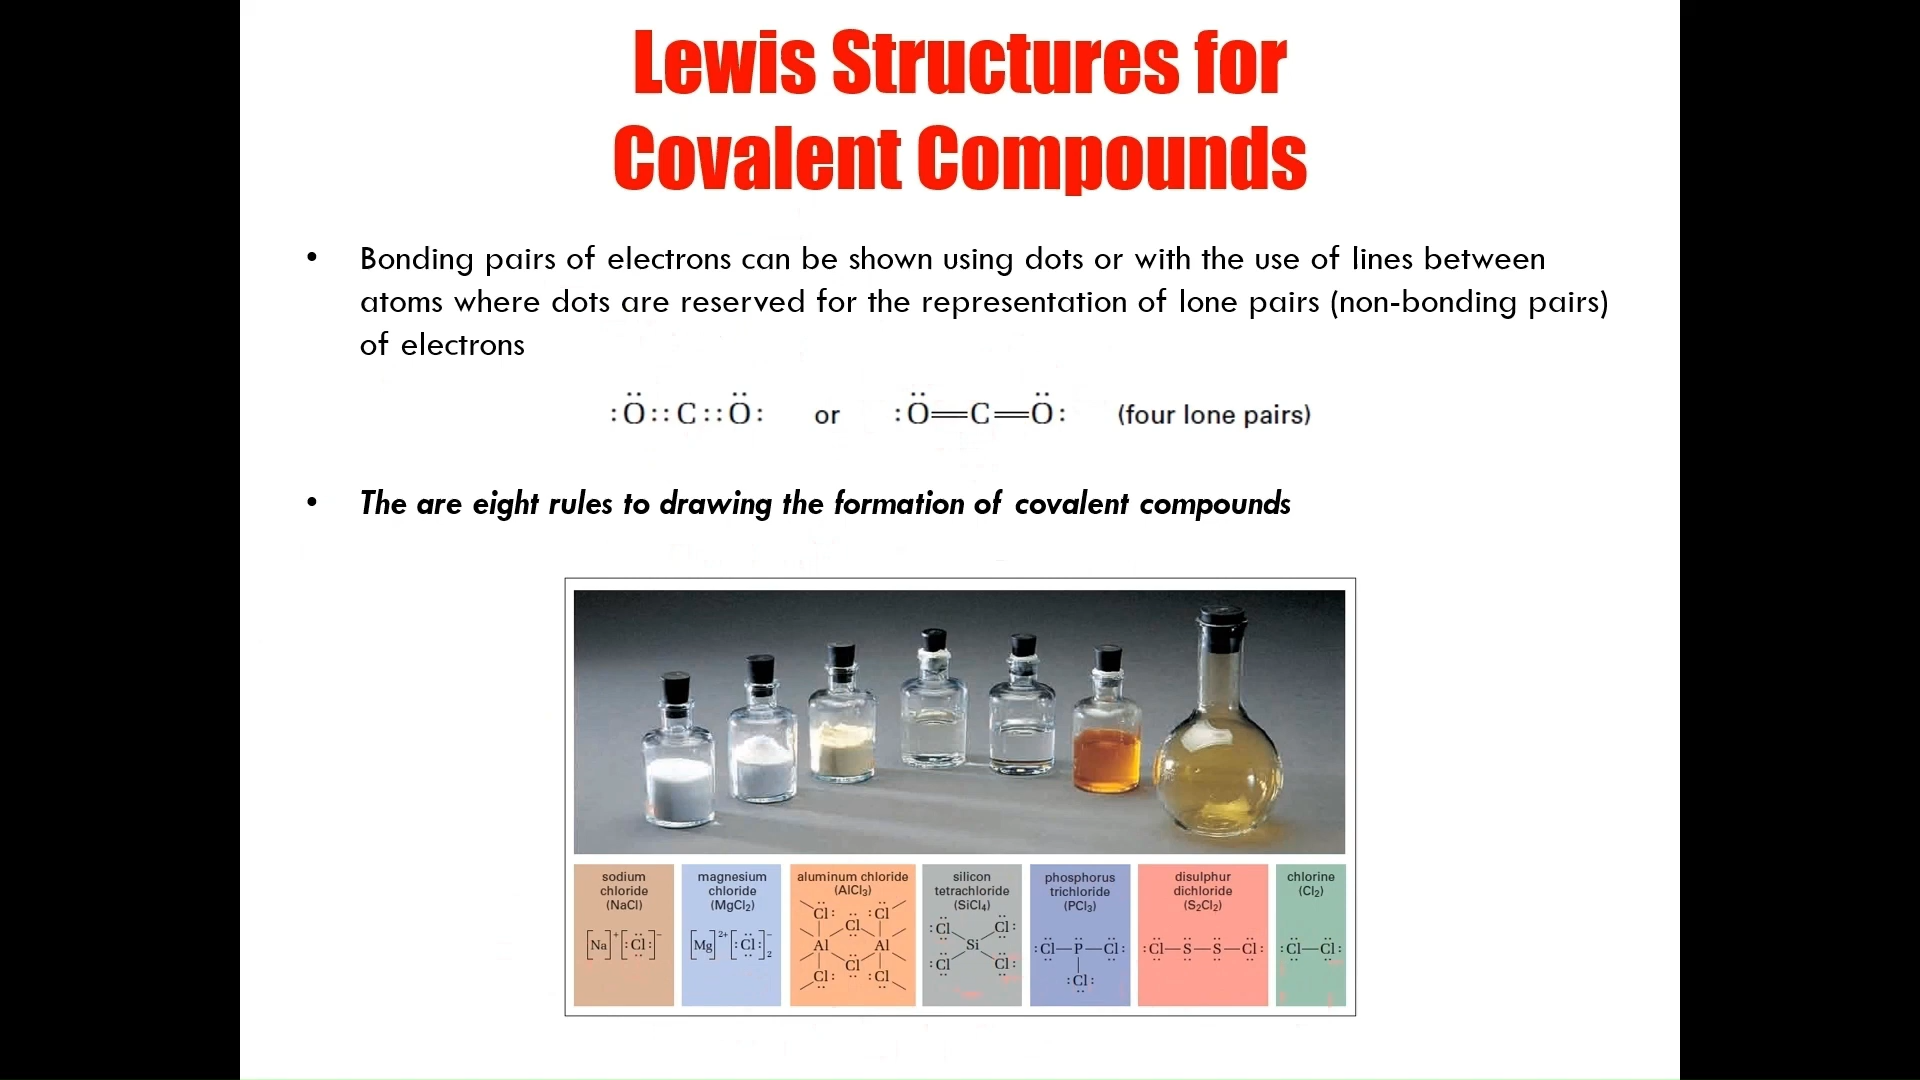 Lewis Structures for
Covalent Compounds
• Bonding pairs of electrons can be shown using dots or with the use of lines between
atoms where dots are reserved for the representation of lone pairs (non-bonding pairs)
of electrons
:Ö::C::Ö: or :Ö=C=Ö: (four lone pairs)
• The are eight rules to drawing the formation of covalent compounds
sodium
chloride
(NaCl)
[Na]⁺[:Cl:]⁻
magnesium
chloride
(MgCl₂)
[Mg]²⁺[:Cl:]⁻₂
aluminum chloride
(AlCl₃)
Cl: :Cl
Cl
Al Al
Cl
Cl: :Cl
silicon
tetrachloride
(SiCl₄)
:Cl Cl:
Si
:Cl Cl:
phosphorus
trichloride
(PCl₃)
:Cl—P—Cl:
:Cl:
disulphur
dichloride
(S₂Cl₂)
:Cl—S—S—Cl:
chlorine
(Cl₂)
:Cl—Cl: